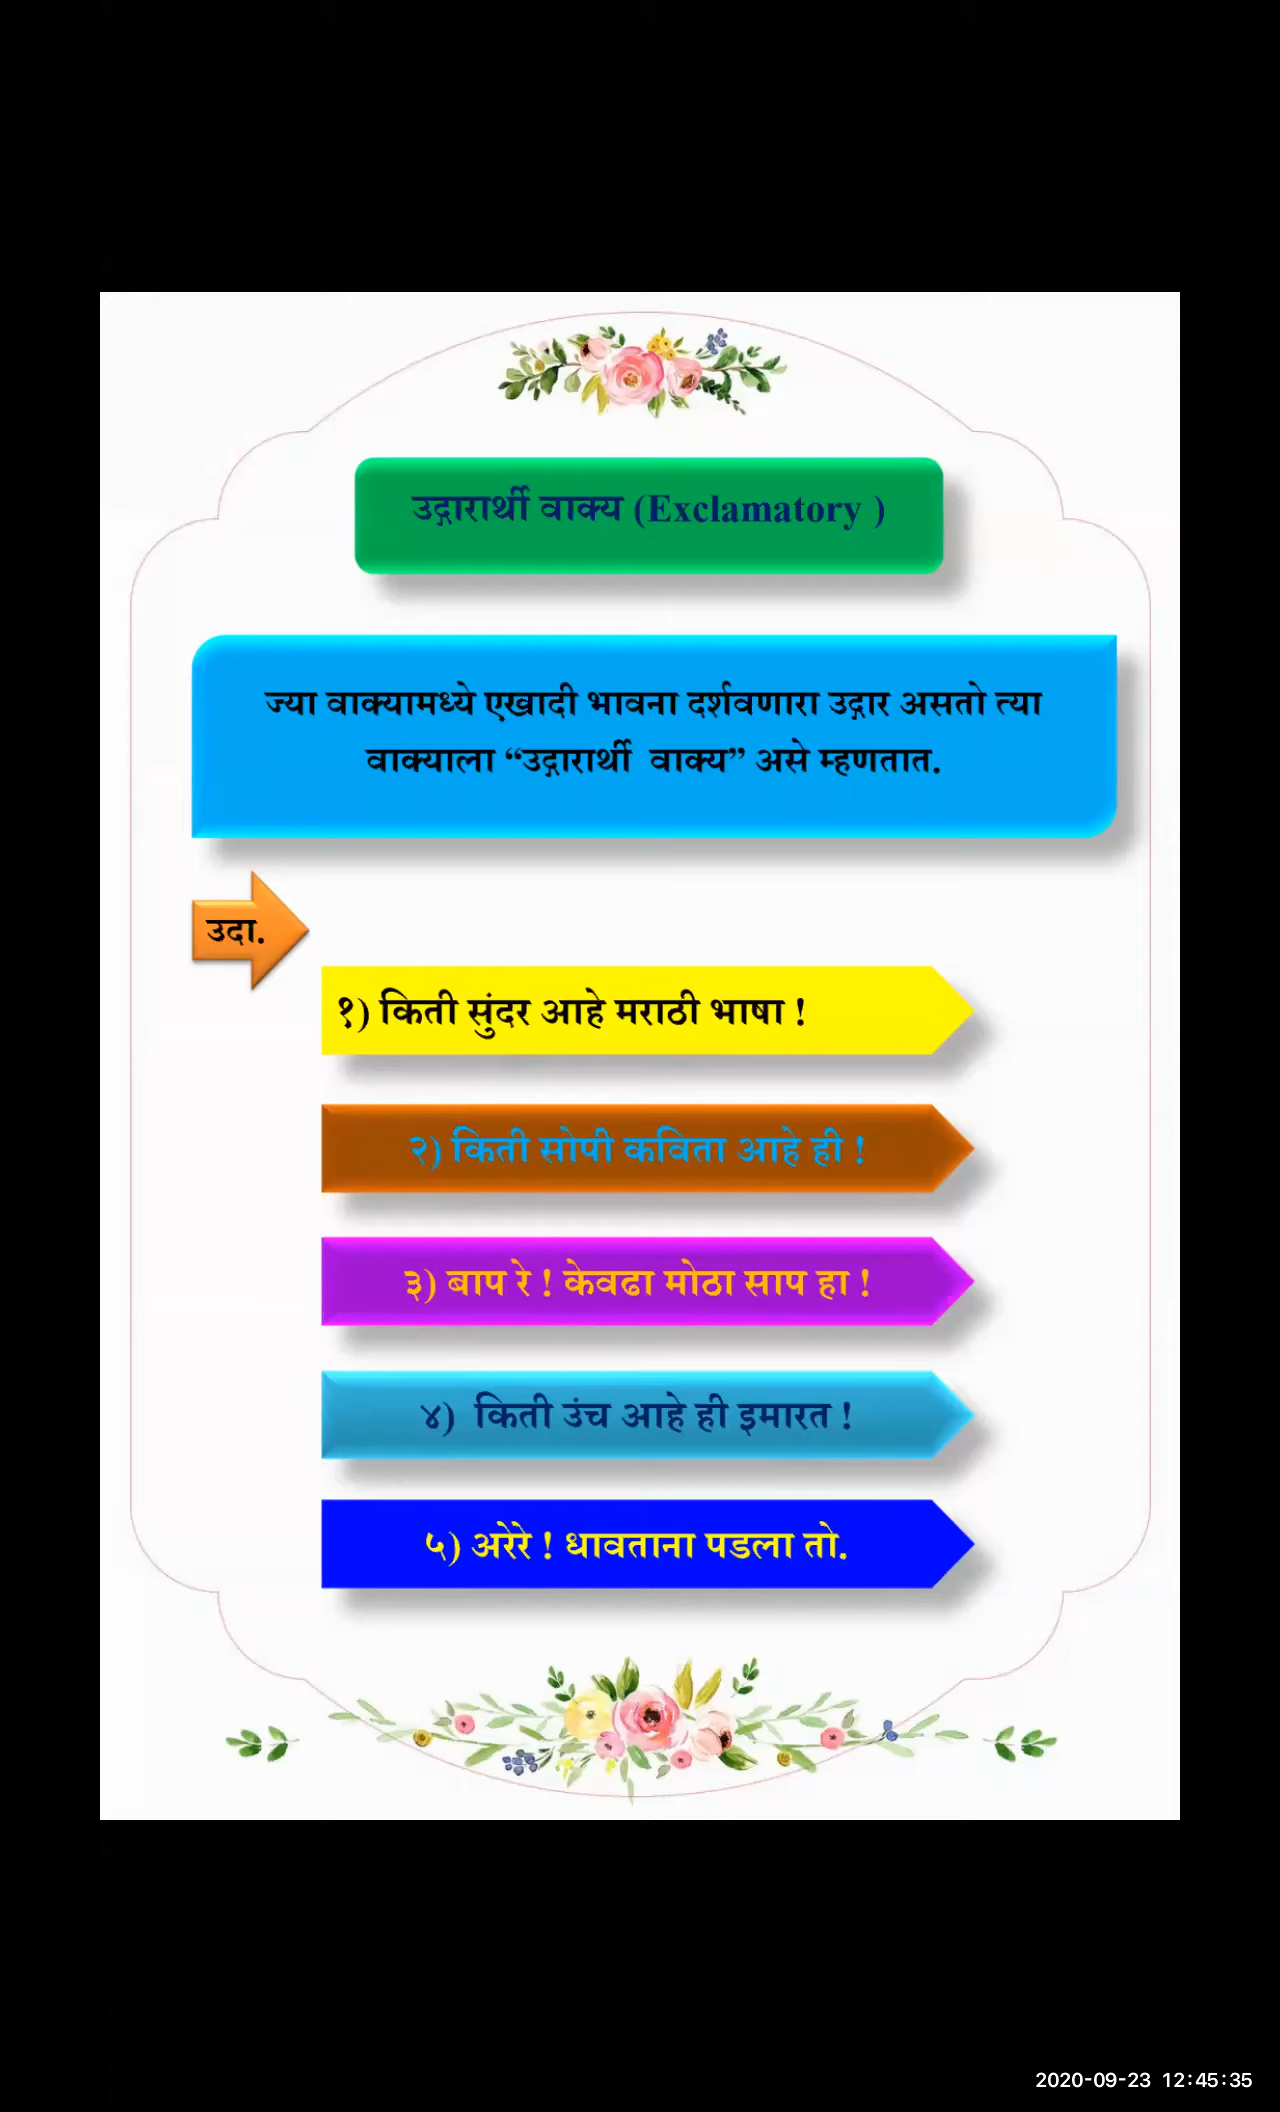 उद्गारार्थी वाक्य (Exclamatory )
ज्या वाक्यामध्ये एखादी भावना दर्शवणारा उद्गार असतो त्या
वाक्याला “उद्गारार्थी वाक्य” असे म्हणतात.
उदा.
१) किती सुंदर आहे मराठी भाषा !
२) किती सोपी कविता आहे ही !
३) बाप रे ! केवढा मोठा साप हा !
४) किती उंच आहे ही इमारत !
५) अरेरे ! धावताना पडला तो.
2020-09-23 12:45:35